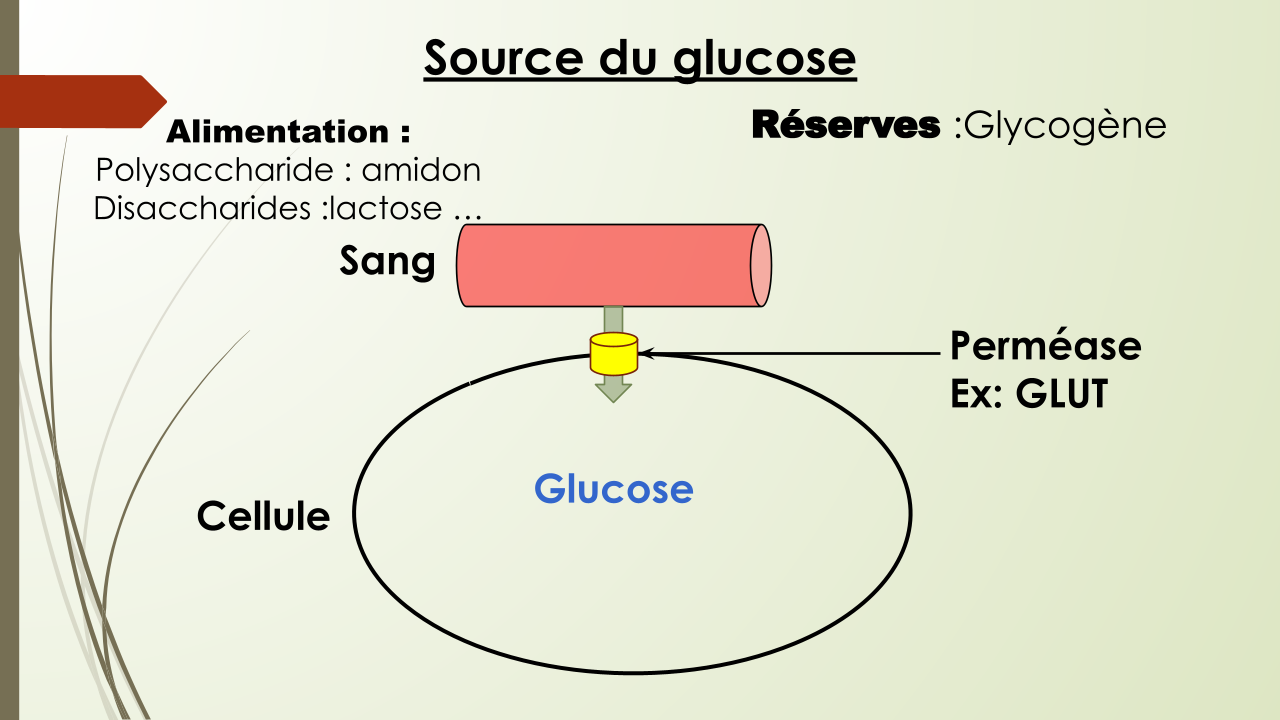 Source du glucose
Alimentation :
Polysaccharide : amidon
Disaccharides :lactose …
Réserves :Glycogène
Sang
Perméase
Ex: GLUT
Glucose
Cellule